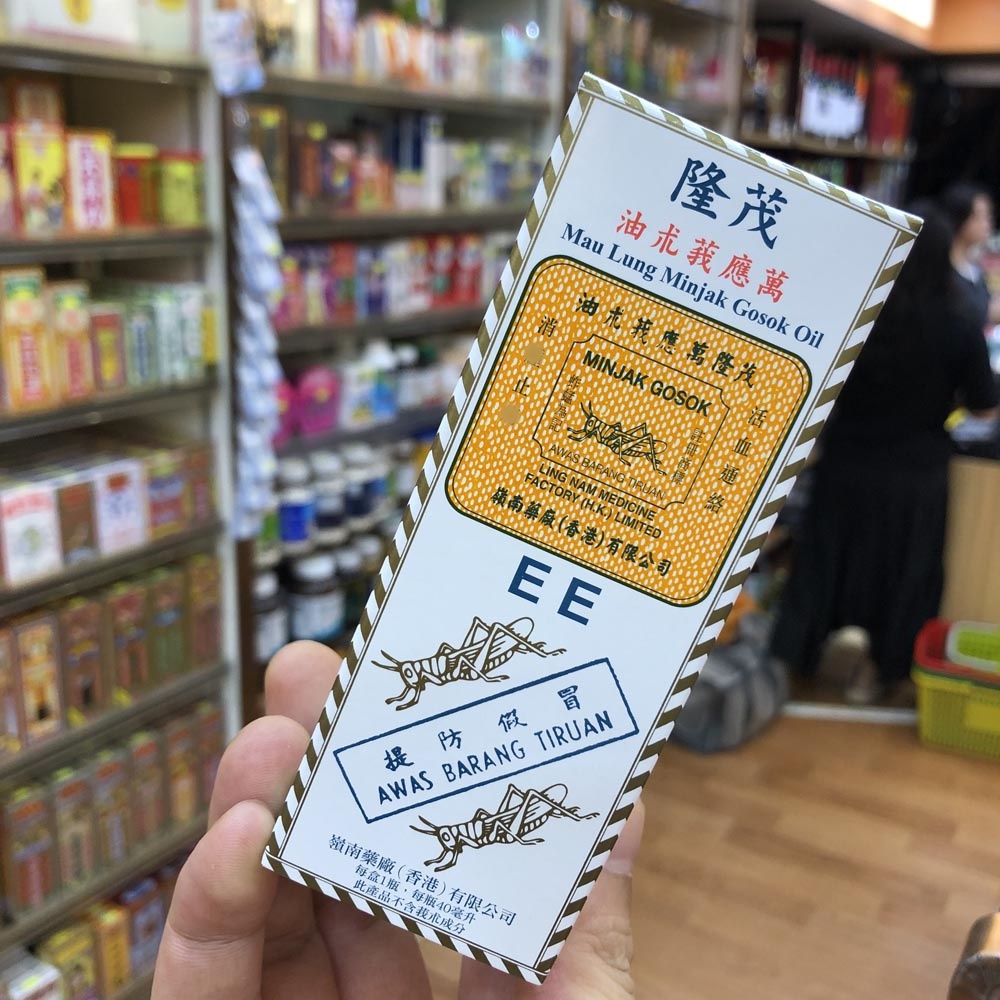 隆茂
油朮莪應萬
Mau Lung Minjak Gosok Oil
油朮莪應萬隆茂
消
止
活血通絡
MINJAK GOSOK
AWAS BARANG TIRUAN
LING NAM MEDICINE
FACTORY (H.K.) LIMITED
嶺南藥廠(香港)有限公司
EE
提防假冒
AWAS BARANG TIRUAN
嶺南藥廠(香港)有限公司
每盒1瓶,每瓶40毫升
此產品不含莪朮成分